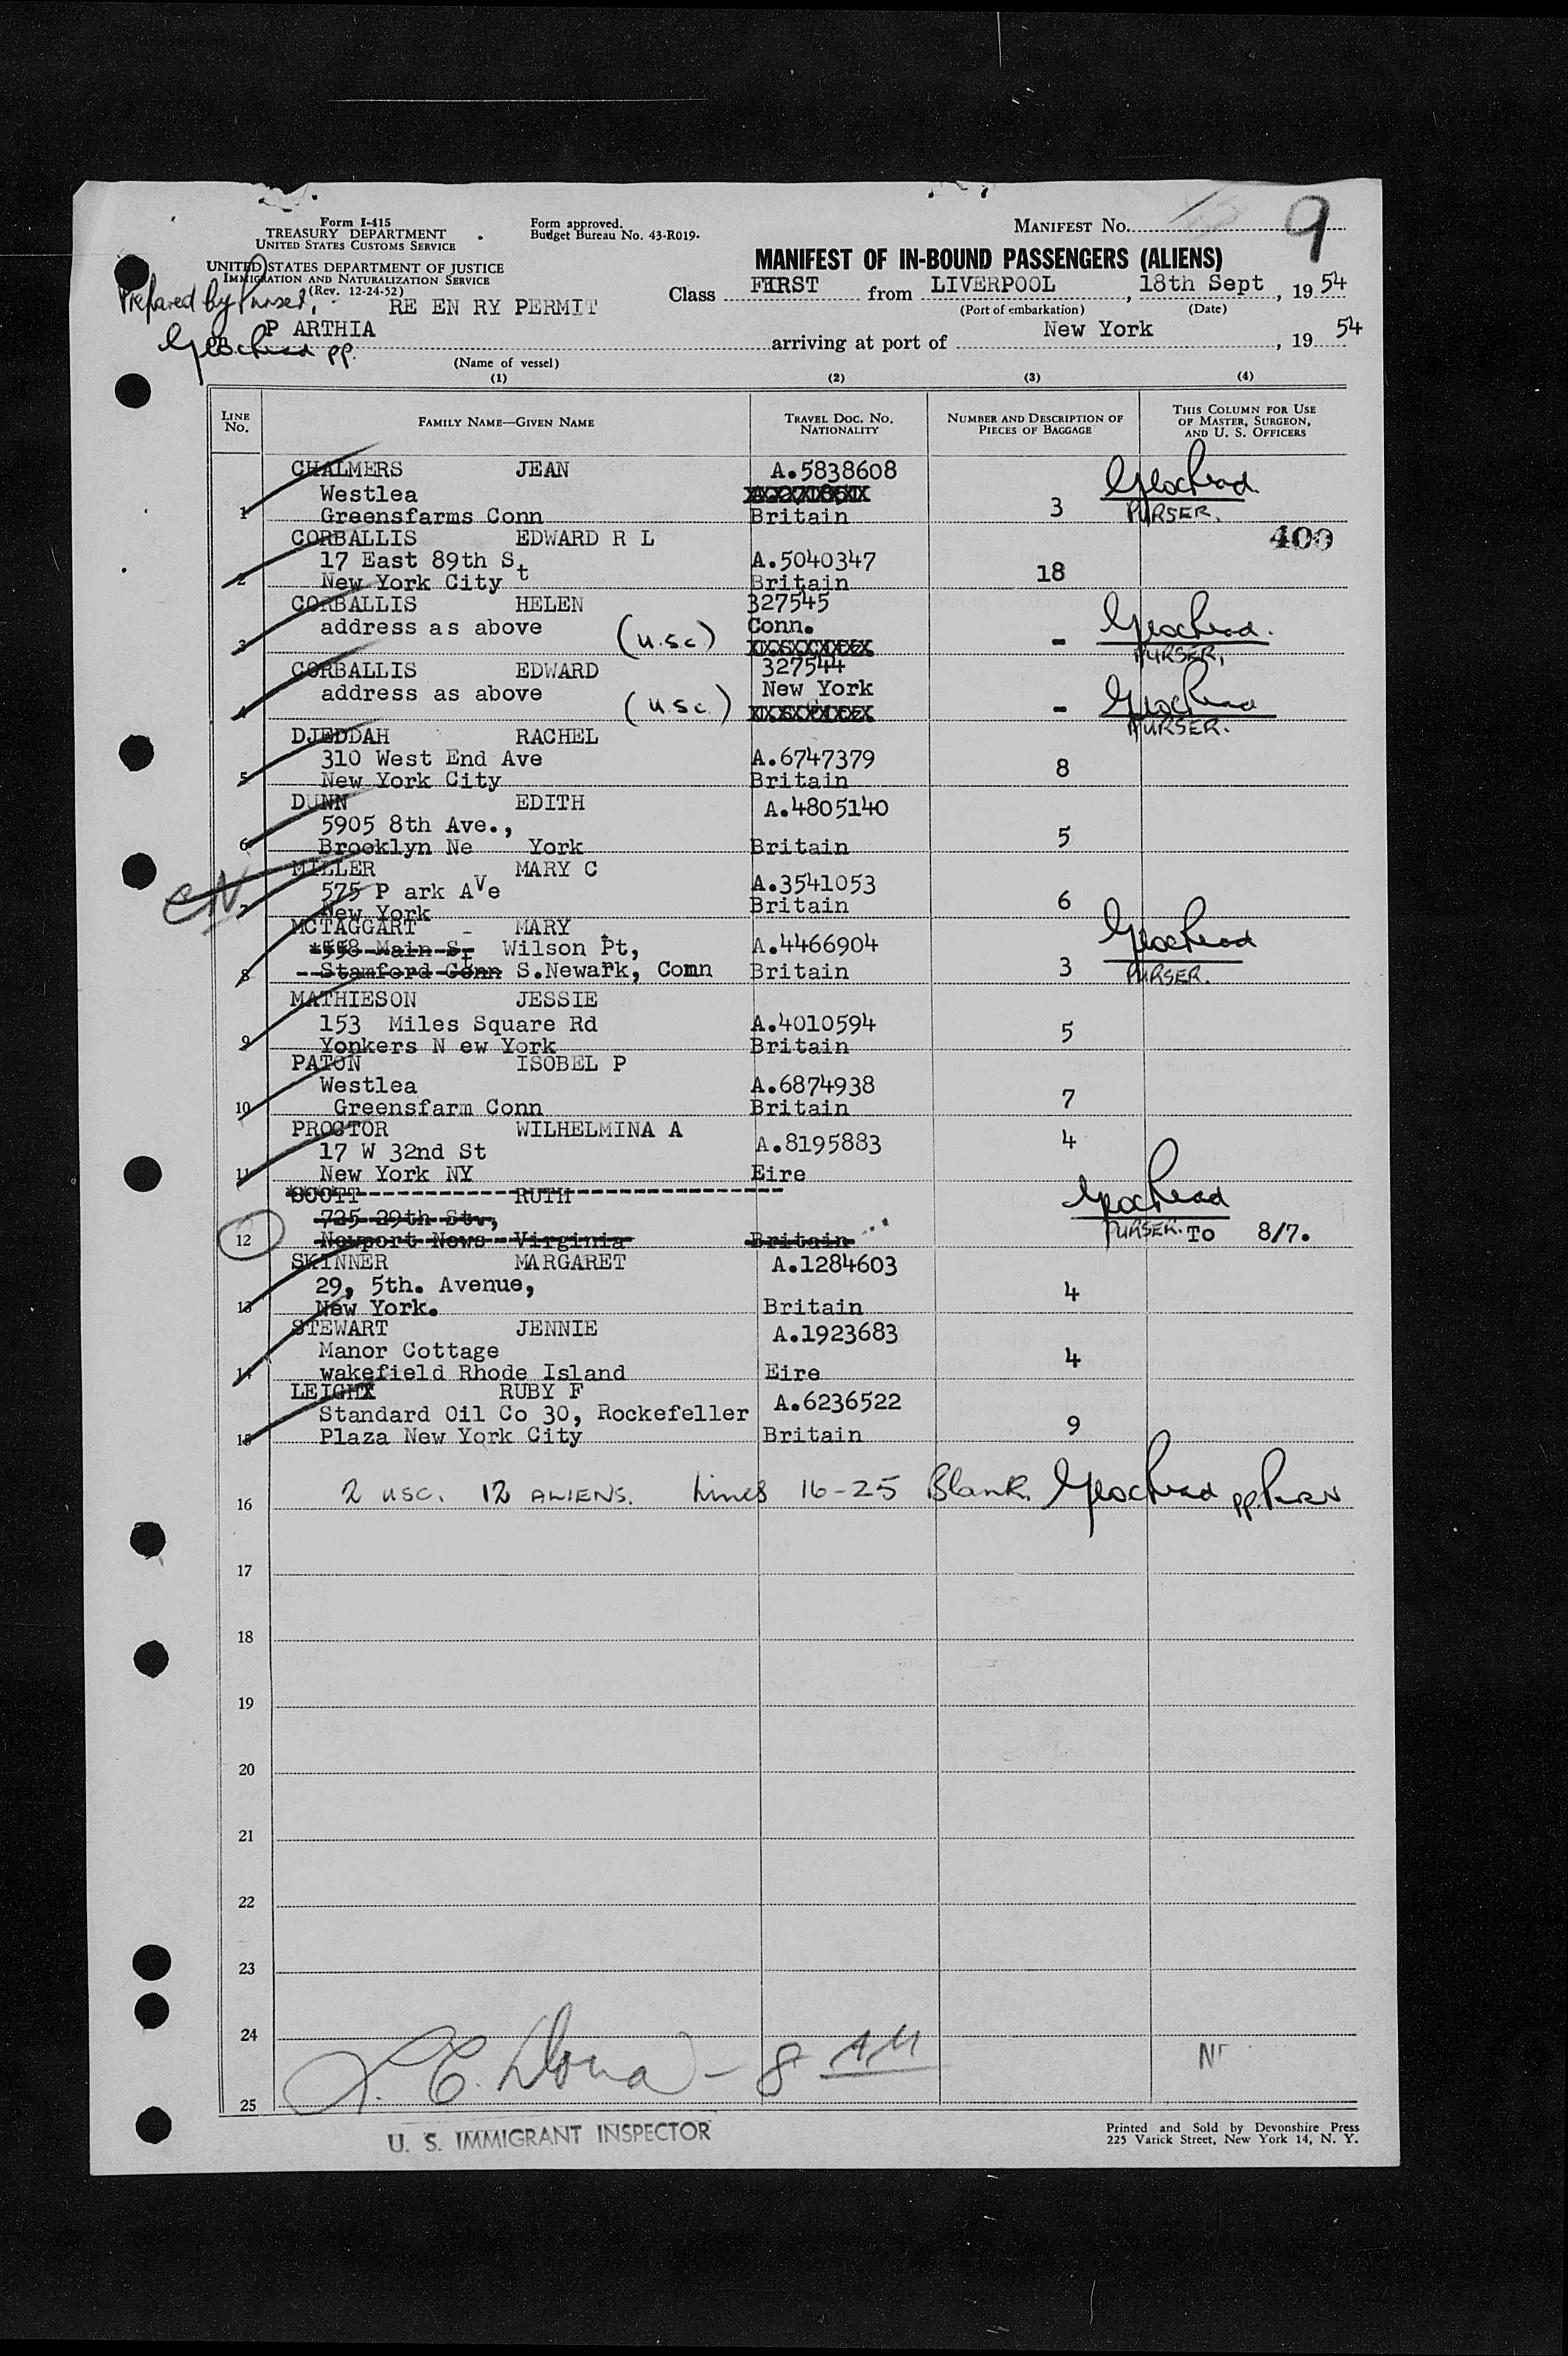 Form I-415
TREASURY DEPARTMENT
UNITED STATES CUSTOMS SERVICE
Form approved.
Budget Bureau No. 43-R019-
MANIFEST No. 9
UNITED STATES DEPARTMENT OF JUSTICE
IMMIGRATION AND NATURALIZATION SERVICE
(Rev. 12-24-52)
MANIFEST OF IN-BOUND PASSENGERS (ALIENS)
Prepared by Purser,
RE EN RY PERMIT
Class FIRST from LIVERPOOL, 18th Sept, 19 54
(Port of embarkation) (Date)
P ARTHIA
pp.
arriving at port of New York, 19 54
(Name of vessel)
(1) (2) (3) (4)
LINE No. FAMILY NAME—GIVEN NAME TRAVEL DOC. NO. NATIONALITY NUMBER AND DESCRIPTION OF PIECES OF BAGGAGE THIS COLUMN FOR USE OF MASTER, SURGEON, AND U. S. OFFICERS
CHALMERS JEAN A.5838608
Westlea
1 Greensfarms Conn Britain 3 PURSER.
CORBALLIS EDWARD R L 400
17 East 89th St A.5040347
2 New York City Britain 18
CORBALLIS HELEN 327545
address as above (U.S.C.) Conn.
3 - PURSER,
CORBALLIS EDWARD 327544
address as above (U.S.C.) New York
4 - PURSER.
DJEDDAH RACHEL
310 West End Ave A.6747379
5 New York City Britain 8
DUNN EDITH A.4805140
5905 8th Ave.,
6 Brooklyn Ne York Britain 5
MILLER MARY C
575 P ark AVe A.3541053
7 New York Britain 6
MCTAGGART - MARY
*558 Main St Wilson Pt, A.4466904
8 Stamford Conn S.Newark, Conn Britain 3 PURSER.
MATHIESON JESSIE
153 Miles Square Rd A.4010594
9 Yonkers N ew York Britain 5
PATON ISOBEL P
Westlea A.6874938
10 Greensfarm Conn Britain 7
PROCTOR WILHELMINA A 4
17 W 32nd St A.8195883
11 New York NY Eire
SCOTT RUTH
725 29th St.,
12 Newport News Virginia Britain PURSER. TO 8/7.
SKINNER MARGARET A.1284603
29, 5th. Avenue, 4
13 New York. Britain
STEWART JENNIE A.1923683
Manor Cottage 4
14 wakefield Rhode Island Eire
LEIGHX RUBY F A.6236522
Standard Oil Co 30, Rockefeller
15 Plaza New York City Britain 9
16 2 USC. 12 ALIENS. Lines 16-25 Blank. pp.
17
18
19
20
21
22
23
24
8 AM
25
U. S. IMMIGRANT INSPECTOR
Printed and Sold by Devonshire Press
225 Varick Street, New York 14, N. Y.